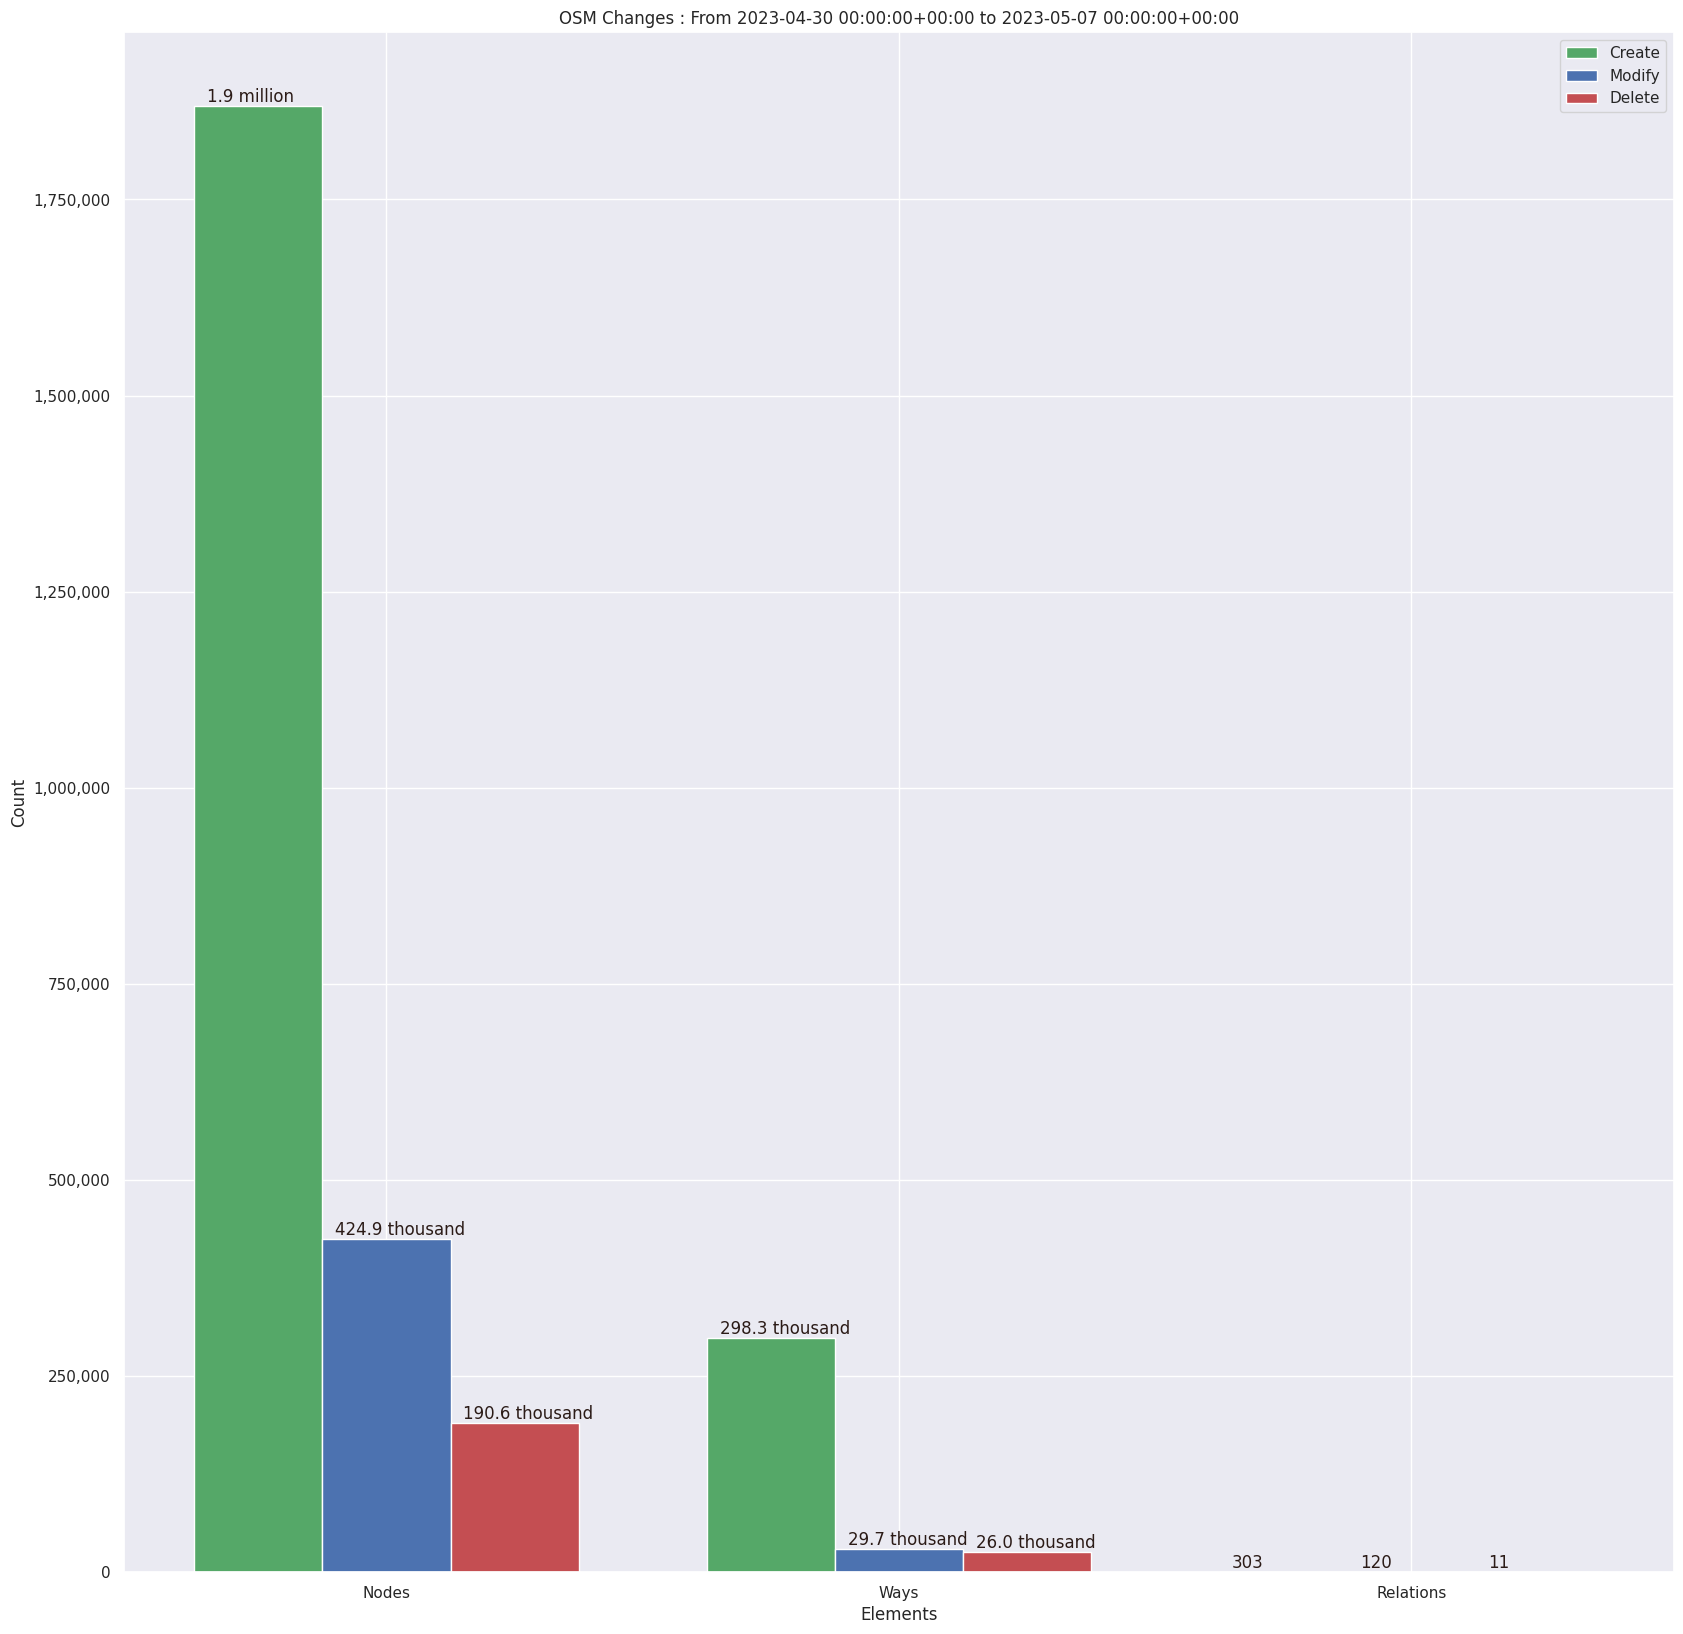 OSM Changes : From 2023-04-30 00:00:00+00:00 to 2023-05-07 00:00:00+00:00
Create
Modify
Delete
1.9 million
424.9 thousand
190.6 thousand
298.3 thousand
29.7 thousand
26.0 thousand
303
120
11
1,750,000
1,500,000
1,250,000
1,000,000
750,000
500,000
250,000
0
Count
Nodes
Ways
Relations
Elements